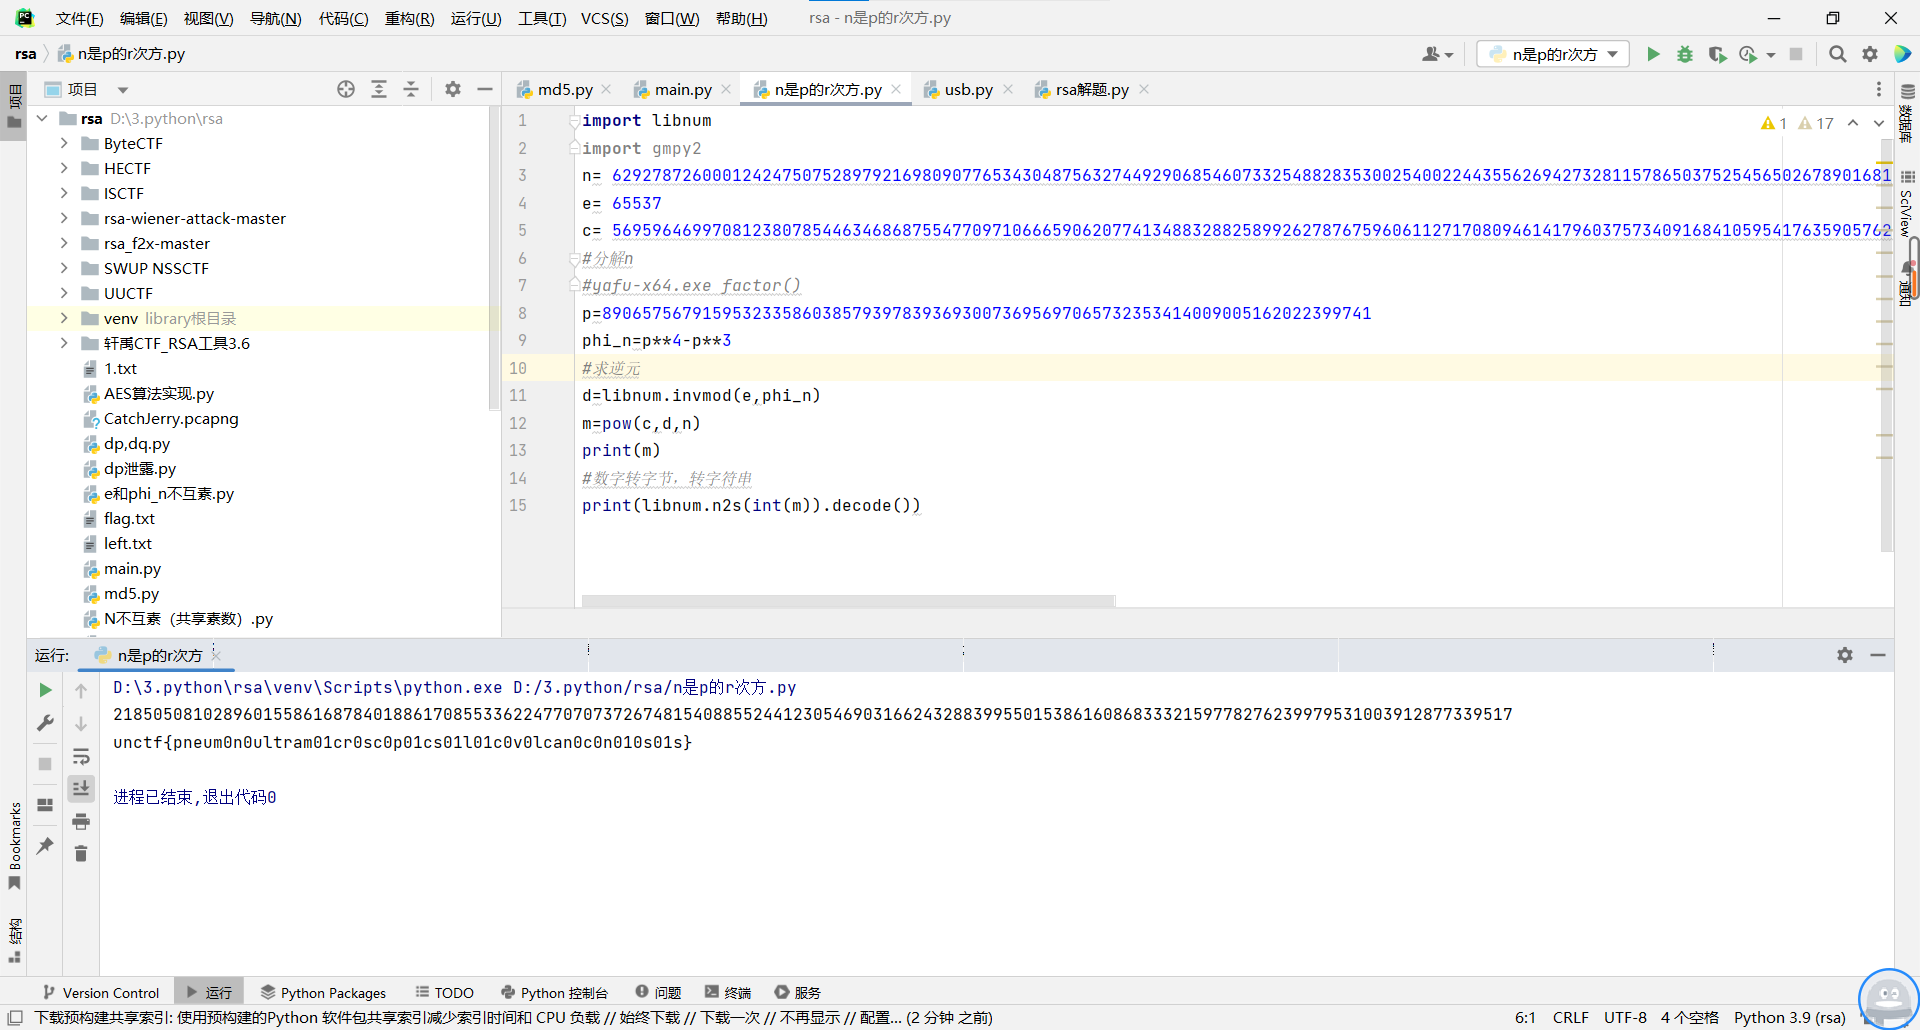 文件(F) 编辑(E) 视图(V) 导航(N) 代码(C) 重构(R) 运行(U) 工具(T) VCS(S) 窗口(W) 帮助(H) rsa - n是p的r次方.py
rsa n是p的r次方.py n是p的r次方
项目 项目
md5.py main.py n是p的r次方.py usb.py rsa解题.py
rsa D:\3.python\rsa
ByteCTF
HECTF
ISCTF
rsa-wiener-attack-master
rsa_f2x-master
SWUP NSSCTF
UUCTF
venv library根目录
轩禹CTF_RSA工具3.6
1.txt
AES算法实现.py
CatchJerry.pcapng
dp,dq.py
dp泄露.py
e和phi_n不互素.py
flag.txt
left.txt
main.py
md5.py
N不互素（共享素数）.py
1 import libnum
2 import gmpy2
3 n= 62927872600012424750752897921698090776534304875632744929068546073325488283530025400224435562694273281157865037525456502678901681
4 e= 65537
5 c= 56959646997081238078544634686875547709710666590620774134883288258992627876759606112717080946141796037573409168410595417635905762
6 #分解n
7 #yafu-x64.exe factor()
8 p=89065756791595323358603857939783936930073695697065732353414009005162022399741
9 phi_n=p**4-p**3
10 #求逆元
11 d=libnum.invmod(e,phi_n)
12 m=pow(c,d,n)
13 print(m)
14 #数字转字节，转字符串
15 print(libnum.n2s(int(m)).decode())
1 17
数据库
SciView
通知
运行: n是p的r次方
D:\3.python\rsa\venv\Scripts\python.exe D:/3.python/rsa/n是p的r次方.py
21850508102896015586168784018861708553362247707073726748154088552441230546903166243288399550153861608683332159778276239979531003912877339517
unctf{pneum0n0ultram01cr0sc0p01cs01l01c0v0lcan0c0n010s01s}
进程已结束,退出代码0
Bookmarks
结构
Version Control 运行 Python Packages TODO Python 控制台 问题 终端 服务
下载预构建共享索引: 使用预构建的Python 软件包共享索引减少索引时间和 CPU 负载 // 始终下载 // 下载一次 // 不再显示 // 配置... (2 分钟 之前) 6:1 CRLF UTF-8 4 个空格 Python 3.9 (rsa)